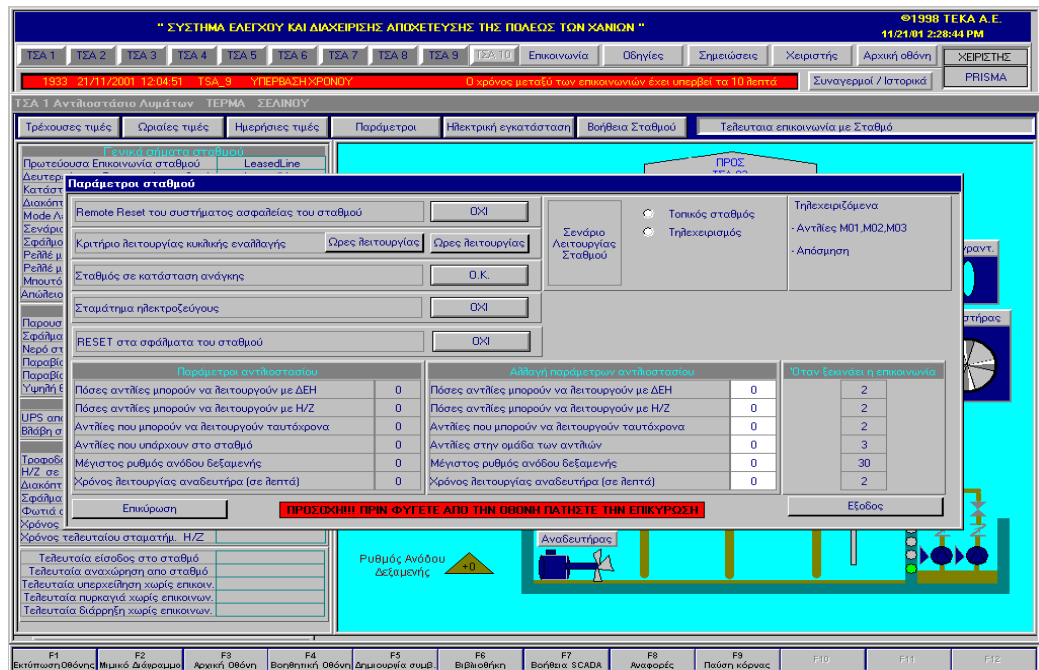 " ΣΥΣΤΗΜΑ ΕΛΕΓΧΟΥ ΚΑΙ ΔΙΑΧΕΙΡΙΣΗΣ ΑΠΟΧΕΤΕΥΣΗΣ ΤΗΣ ΠΟΛΕΩΣ ΤΩΝ ΧΑΝΙΩΝ "
©1998 ΤΕΚΑ Α.Ε.
11/21/01 2:28:44 PM
ΤΣΑ 1 ΤΣΑ 2 ΤΣΑ 3 ΤΣΑ 4 ΤΣΑ 5 ΤΣΑ 6 ΤΣΑ 7 ΤΣΑ 8 ΤΣΑ 9 ΤΣΑ 10 Επικοινωνία Οδηγίες Σημειώσεις Χειριστής Αρχική οθόνη ΧΕΙΡΙΣΤΗΣ
1933 21/11/2001 12:04:51 TSA_9 ΥΠΕΡΒΑΣΗ ΧΡΟΝΟΥ Ο χρόνος μεταξύ των επικοινωνιών έχει υπερβεί τα 10 λεπτά Συναγερμοί / Ιστορικά PRISMA
ΤΣΑ 1 Αντλιοστάσιο Λυμάτων ΤΕΡΜΑ ΣΕΛΙΝΟΥ
Τρέχουσες τιμές Ωριαίες τιμές Ημερήσιες τιμές Παράμετροι Ηλεκτρική εγκατάσταση Βοήθεια Σταθμού Τελευταια επικοινωνία με Σταθμό
Γενικά σήματα σταθμού
Πρωτεύουσα Επικοινωνία σταθμού LeasedLine
ΠΡΟΣ
Παράμετροι σταθμού
Remote Reset του συστήματος ασφαλείας του σταθμού ΟΧΙ
Κριτήριο λειτουργίας κυκλικής εναλλαγής Ωρες λειτουργίας Ωρες λειτουργίας
Σταθμός σε κατάσταση ανάγκης Ο.Κ.
Σταμάτημα ηλεκτροζεύγους ΟΧΙ
RESET στα σφάλματα του σταθμού ΟΧΙ
Σενάριο
Λειτουργίας
Σταθμού
Τοπικός σταθμός
Τηλεχειρισμός
Τηλεχειριζόμενα
- Αντλίες Μ01,Μ02,Μ03
- Απόσμηση
Παράμετροι αντλιοστασίου Αλλαγή παραμέτρων αντλιοστασίου Όταν ξεκινάει η επικοινωνία
Πόσες αντλίες μπορούν να λειτουργούν με ΔΕΗ 0 Πόσες αντλίες μπορούν να λειτουργούν με ΔΕΗ 0 2
Πόσες αντλίες μπορούν να λειτουργούν με Η/Ζ 0 Πόσες αντλίες μπορούν να λειτουργούν με Η/Ζ 0 2
Αντλίες που μπορούν να λειτουργούν ταυτόχρονα 0 Αντλίες που μπορούν να λειτουργούν ταυτόχρονα 0 2
Αντλίες που υπάρχουν στο σταθμό 0 Αντλίες στην ομάδα των αντλιών 0 3
Μέγιστος ρυθμός ανόδου δεξαμενής 0 Μέγιστος ρυθμός ανόδου δεξαμενής 0 30
Χρόνος λειτουργίας αναδευτήρα (σε λεπτά) 0 Χρόνος λειτουργίας αναδευτήρα (σε λεπτά) 0 2
Επικύρωση ΠΡΟΣΟΧΗ!!! ΠΡΙΝ ΦΥΓΕΤΕ ΑΠΟ ΤΗΝ ΟΘΟΝΗ ΠΑΤΗΣΤΕ ΤΗΝ ΕΠΙΚΥΡΩΣΗ Εξοδος
Χρόνος τελευταίου σταματήμ. Η/Ζ
Τελευταία είσοδος στο σταθμό
Τελευταία αναχώρηση απο σταθμό
Τελευταία υπερχείληση χωρίς επικοιν.
Τελευταία πυρκαγιά χωρίς επικοινων.
Τελευταία διάρρηξη χωρίς επικοινων.
Αναδευτήρας
Ρυθμός Ανόδου
Δεξαμενής
+0
F1 F2 F3 F4 F5 F6 F7 F8 F9 F10 F11 F12
Εκτύπωση Οθόνης Μιμικό Διάγραμμο Αρχική Οθόνη Βοηθητική Οθόνη Δημιουργία συμβ. Βιβλιοθήκη Βοήθεια SCADA Αναφορές Παύση κόρνας